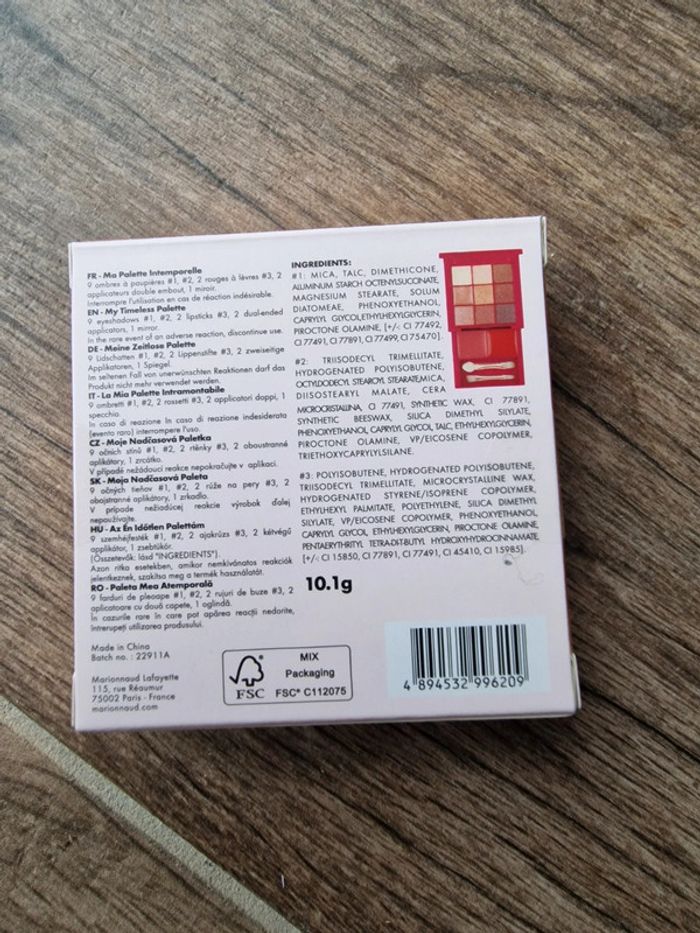 FR - Ma Palette Intemporelle
9 ombres à paupières #1, #2, 2 rouges à lèvres #3, 2
applicateurs double embout, 1 miroir.
Interrompre l'utilisation en cas de réaction indésirable.
EN - My Timeless Palette
9 eyeshadows #1, #2, 2 lipsticks #3, 2 dual-ended
applicators, 1 mirror.
In the rare event of an adverse reaction, discontinue use.
DE - Meine Zeitlose Palette
9 Lidschatten #1, #2, 2 Lippenstifte #3, 2 zweiseitige
Applikatoren, 1 Spiegel.
Im seltenen Fall von unerwünschten Reaktionen darf das
Produkt nicht mehr verwendet werden.
IT - La Mia Palette Intramontabile
9 ombretti #1, #2, 2 rossetti #3, 2 applicatori doppi, 1
specchio.
In caso di reazione In caso di reazione indesiderata
(evento raro) interrompere l'uso.
CZ - Moje Nadčasová Paletka
9 očních stínů #1, #2, 2 rtěnky #3, 2 oboustranné
aplikátory, 1 zrcátko.
V případě nežádoucí reakce nepokračujte v aplikaci.
SK - Moja Nadčasová Paleta
9 očných tieňov #1, #2, 2 rúže na pery #3, 2
obojstranné aplikátory, 1 zrkadlo.
V prípade nežiadúcej reakcie výrobok ďalej
nepoužívajte.
HU - Az Én Időtlen Palettám
9 szemhéjfesték #1, #2, 2 ajakrúzs #3, 2 kétvégű
applikátor, 1 zsebtükör.
(Összetevők: lásd "INGREDIENTS").
Azon ritka esetekben, amikor nemkívánatos reakciók
jelentkeznek, szakítsa meg a termék használatát.
RO - Paleta Mea Atemporală
9 farduri de pleoape #1, #2, 2 rujuri de buze #3, 2
aplicatoare cu două capete, 1 oglindă.
În cazurile rare în care pot apărea reacții nedorite,
întrerupeți utilizarea produsului.
Made in China
Batch no. : 22911A
Marionnaud Lafayette
115, rue Réaumur
75002 Paris - France
marionnaud.com
INGREDIENTS:
#1: MICA, TALC, DIMETHICONE,
ALUMINUM STARCH OCTENYLSUCCINATE,
MAGNESIUM STEARATE, SOLUM
DIATOMEAE, PHENOXYETHANOL,
CAPRYLYL GLYCOL,ETHYLHEXYLGLYCERIN,
PIROCTONE OLAMINE, [+/-: CI 77492,
CI 77491, CI 77891, CI 77499, CI 75470].
#2: TRIISODECYL TRIMELLITATE,
HYDROGENATED POLYISOBUTENE,
OCTYLDODECYL STEAROYL STEARATE,MICA,
DIISOSTEARYL MALATE, CERA
MICROCRISTALLINA, CI 77491, SYNTHETIC WAX, CI 77891,
SYNTHETIC BEESWAX, SILICA DIMETHYL SILYLATE,
PHENOXYETHANOL, CAPRYLYL GLYCOL, TALC, ETHYLHEXYLGLYCERIN,
PIROCTONE OLAMINE, VP/EICOSENE COPOLYMER,
TRIETHOXYCAPRYLYLSILANE.
#3: POLYISOBUTENE, HYDROGENATED POLYISOBUTENE,
TRIISODECYL TRIMELLITATE, MICROCRYSTALLINE WAX,
HYDROGENATED STYRENE/ISOPRENE COPOLYMER,
ETHYLHEXYL PALMITATE, POLYETHYLENE, SILICA DIMETHYL
SILYLATE, VP/EICOSENE COPOLYMER, PHENOXYETHANOL,
CAPRYLYL GLYCOL, ETHYLHEXYLGLYCERIN, PIROCTONE OLAMINE,
PENTAERYTHRITYL TETRA-DI-T-BUTYL HYDROXYHYDROCINNAMATE,
[+/-: CI 15850, CI 77891, CI 77491, CI 45410, CI 15985].
10.1g
FSC
MIX
Packaging
FSC® C112075
4 894532 996209